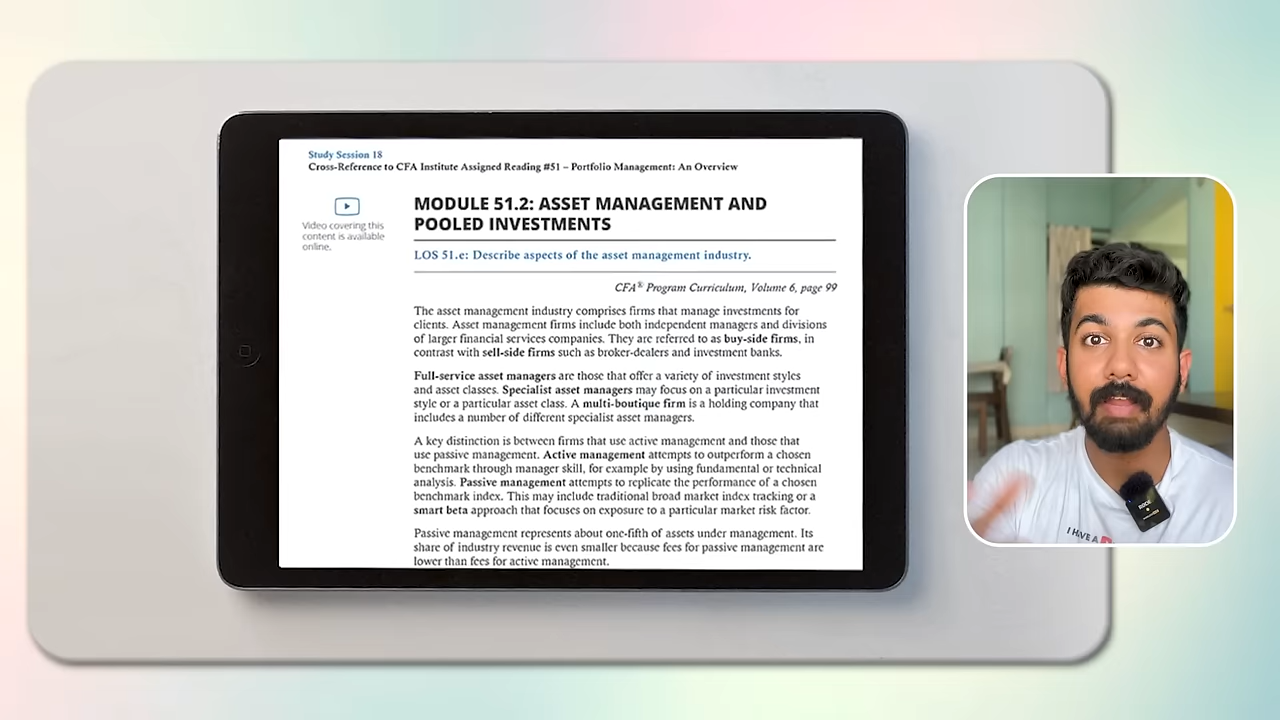 Study Session 18
Cross-Reference to CFA Institute Assigned Reading #51 – Portfolio Management: An Overview
Video covering this
content is available
online.
MODULE 51.2: ASSET MANAGEMENT AND
POOLED INVESTMENTS
LOS 51.e: Describe aspects of the asset management industry.
CFA® Program Curriculum, Volume 6, page 99
The asset management industry comprises firms that manage investments for
clients. Asset management firms include both independent managers and divisions
of larger financial services companies. They are referred to as buy-side firms, in
contrast with sell-side firms such as broker-dealers and investment banks.
Full-service asset managers are those that offer a variety of investment styles
and asset classes. Specialist asset managers may focus on a particular investment
style or a particular asset class. A multi-boutique firm is a holding company that
includes a number of different specialist asset managers.
A key distinction is between firms that use active management and those that
use passive management. Active management attempts to outperform a chosen
benchmark through manager skill, for example by using fundamental or technical
analysis. Passive management attempts to replicate the performance of a chosen
benchmark index. This may include traditional broad market index tracking or a
smart beta approach that focuses on exposure to a particular market risk factor.
Passive management represents about one-fifth of assets under management. Its
share of industry revenue is even smaller because fees for passive management are
lower than fees for active management.
I HAVE A